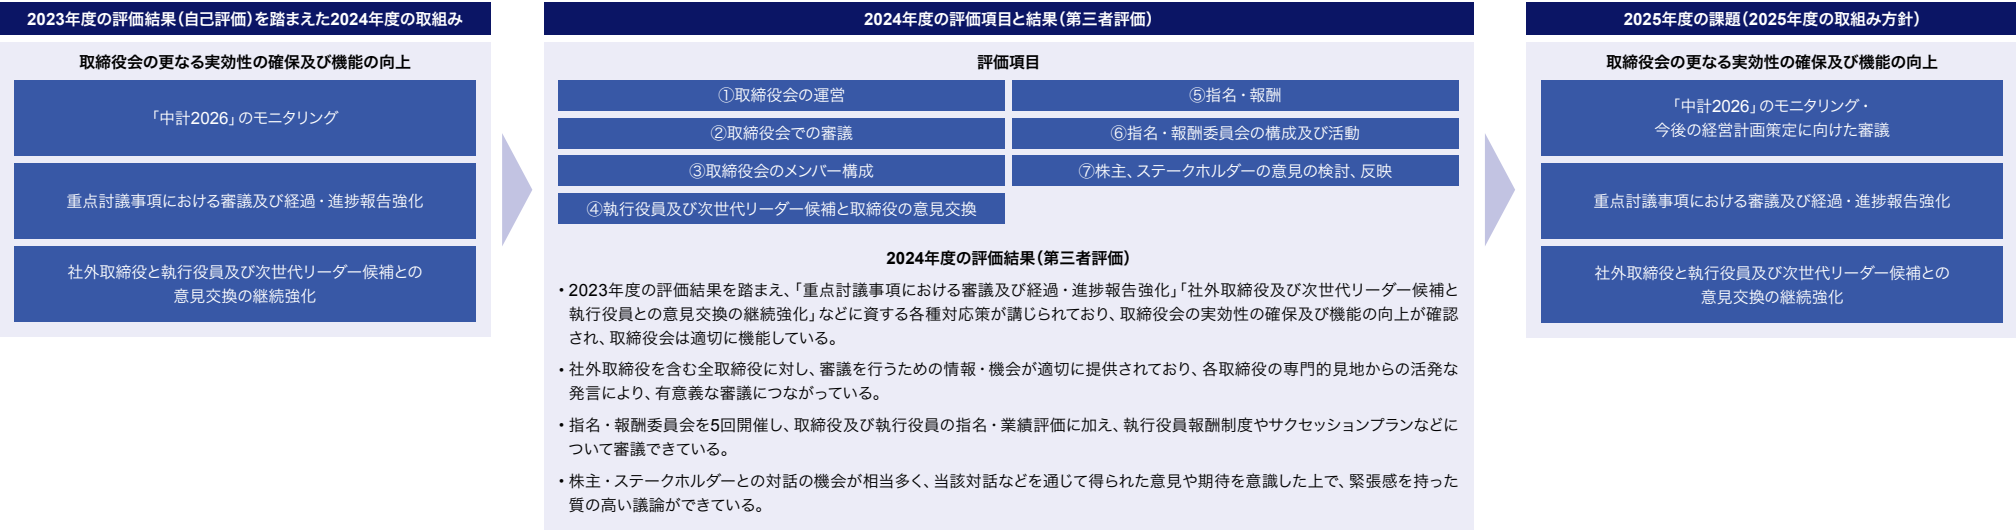 2023年度の評価結果（自己評価）を踏まえた2024年度の取組み
取締役会の更なる実効性の確保及び機能の向上
「中計2026」のモニタリング
重点討議事項における審議及び経過・進捗報告強化
社外取締役と執行役員及び次世代リーダー候補との
意見交換の継続強化
2024年度の評価項目と結果（第三者評価）
評価項目
①取締役会の運営
②取締役会での審議
③取締役会のメンバー構成
④執行役員及び次世代リーダー候補と取締役の意見交換
⑤指名・報酬
⑥指名・報酬委員会の構成及び活動
⑦株主、ステークホルダーの意見の検討、反映
2024年度の評価結果（第三者評価）
・2023年度の評価結果を踏まえ、「重点討議事項における審議及び経過・進捗報告強化」「社外取締役及び次世代リーダー候補と
執行役員との意見交換の継続強化」などに資する各種対応策が講じられており、取締役会の実効性の確保及び機能の向上が確認
され、取締役会は適切に機能している。
・社外取締役を含む全取締役に対し、審議を行うための情報・機会が適切に提供されており、各取締役の専門的見地からの活発な
発言により、有意義な審議につながっている。
・指名・報酬委員会を5回開催し、取締役及び執行役員の指名・業績評価に加え、執行役員報酬制度やサクセッションプランなどに
ついて審議できている。
・株主・ステークホルダーとの対話の機会が相当多く、当該対話などを通じて得られた意見や期待を意識した上で、緊張感を持った
質の高い議論ができている。
2025年度の課題（2025年度の取組み方針）
取締役会の更なる実効性の確保及び機能の向上
「中計2026」のモニタリング・
今後の経営計画策定に向けた審議
重点討議事項における審議及び経過・進捗報告強化
社外取締役と執行役員及び次世代リーダー候補との
意見交換の継続強化